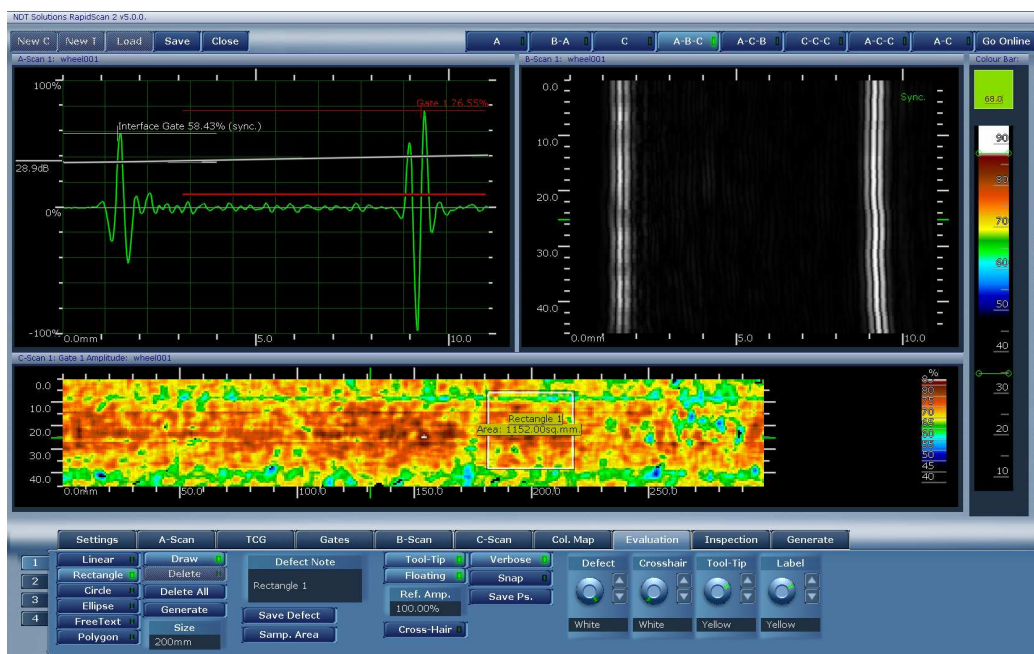 NDT Solutions RapidScan 2 v5.0.0.
New C New T Load Save Close A B-A C A-B-C A-C-B C-C-C A-C-C A-C Go Online
A-Scan 1: wheel001 B-Scan 1: wheel001 Colour Bar:
100%
Gate 1 76.55%
Interface Gate 58.43% (sync.)
28.9dB
0%
-100%
0.0mm 5.0 10.0
0.0
Sync.
10.0
20.0
30.0
40.0
0.0mm 5.0 10.0
68.0
90
80
70
60
50
40
30
20
10
C-Scan 1: Gate 1 Amplitude: wheel001
0.0
10.0
20.0
30.0
40.0
Rectangle 1
Area: 1152.00sq.mm.
0.0mm 50.0 100.0 150.0 200.0 250.0
%
50
45
40
Settings A-Scan TCG Gates B-Scan C-Scan Col. Map Evaluation Inspection Generate
1
2
3
4
Linear
Rectangle
Circle
Ellipse
FreeText
Polygon
Draw
Delete
Delete All
Generate
Size
200mm
Defect Note
Rectangle 1
Save Defect
Samp. Area
Tool-Tip
Floating
Ref. Amp.
100.00%
Cross-Hair
Verbose
Snap
Save Ps.
Defect Crosshair Tool-Tip Label
White White Yellow Yellow